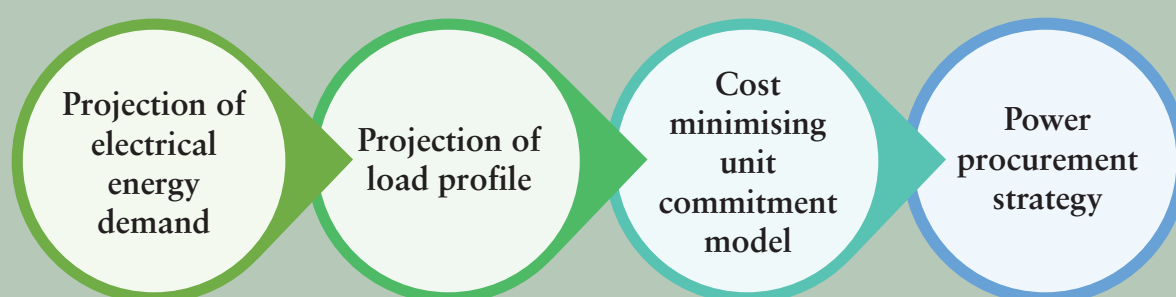 Projection of
electrical
energy
demand
Projection of
load profile
Cost
minimising
unit
commitment
model
Power
procurement
strategy